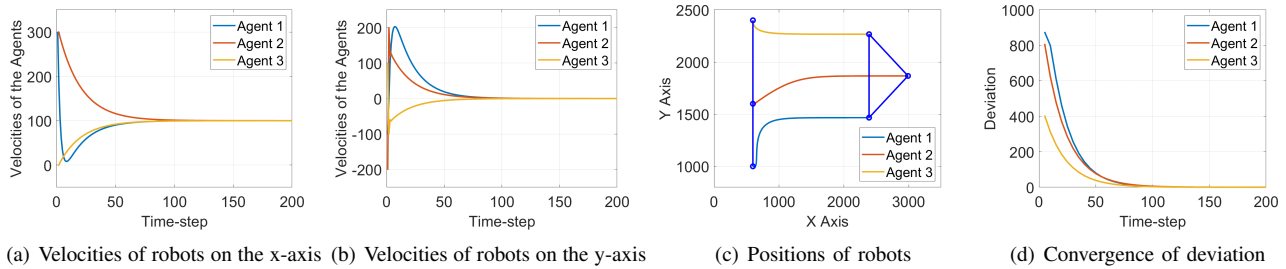 Velocities of the Agents
300
200
100
0
0
50
100
150
200
Time-step
Agent 1
Agent 2
Agent 3
(a) Velocities of robots on the x-axis
Velocities of the Agents
200
100
0
-100
-200
0
50
100
150
200
Time-step
Agent 1
Agent 2
Agent 3
(b) Velocities of robots on the y-axis
Y Axis
2500
2000
1500
1000
0
1000
2000
3000
X Axis
Agent 1
Agent 2
Agent 3
(c) Positions of robots
Deviation
1000
800
600
400
200
0
0
50
100
150
200
Time-step
Agent 1
Agent 2
Agent 3
(d) Convergence of deviation